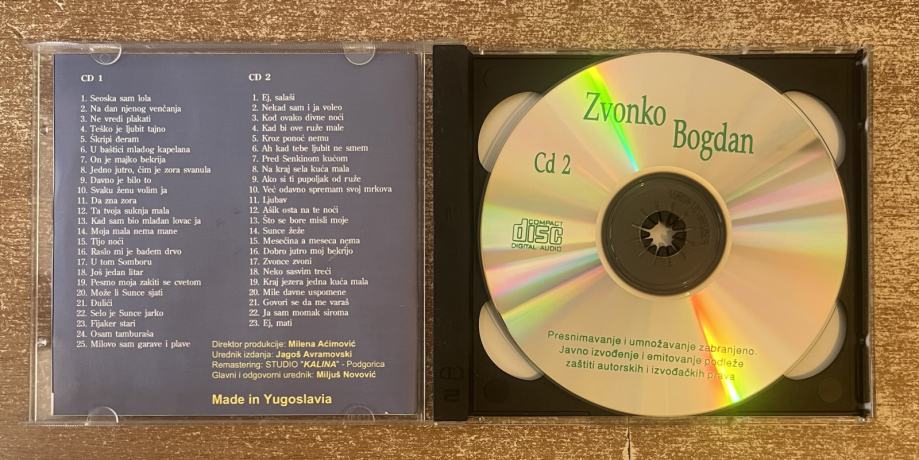 CD 1
1. Seoska sam lola
2. Na dan njenog venčanja
3. Ne vredi plakati
4. Teško je ljubit tajno
5. Škripi đeram
6. U baštici mladog kapelana
7. On je majko bekrija
8. Jedno jutro, čim je zora svanula
9. Davno je bilo to
10. Svaku ženu volim ja
11. Da zna zora
12. Ta tvoja suknja mala
13. Kad sam bio mlađan lovac ja
14. Moja mala nema mane
15. Tijo noći
16. Raslo mi je badem drvo
17. U tom Somboru
18. Još jedan litar
19. Pesmo moja zakiti se cvetom
20. Može li Sunce sjati
21. Đulići
22. Selo je Sunce jarko
23. Fijaker stari
24. Osam tamburaša
25. Milovo sam garave i plave
CD 2
1. Ej, salaši
2. Nekad sam i ja voleo
3. Kod ovako divne noći
4. Kad bi ove ruže male
5. Kroz ponoć nemu
6. Ah kad tebe ljubit ne smem
7. Pred Senkinom kućom
8. Na kraj sela kuća mala
9. Ako si ti pupoljak od ruže
10. Već odavno spremam svoj mrkova
11. Ljubav
12. Ašik osta na te noći
13. Što se bore misli moje
14. Sunce žeže
15. Mesečina a meseca nema
16. Dobro jutro moj bekrijo
17. Zvonce zvoni
18. Neko sasvim treći
19. Kraj jezera jedna kuća mala
20. Mile davne uspomene
21. Govori se da me varaš
22. Ja sam momak siroma
23. Ej, mati
Direktor produkcije: Milena Aćimović
Urednik izdanja: Jagoš Avramovski
Remastering: STUDIO "KALINA" - Podgorica
Glavni i odgovorni urednik: Miljuš Novović
Made in Yugoslavia
Zvonko
Bogdan
Cd 2
COMPACT
disc
DIGITAL AUDIO
Presnimavanje i umnožavanje zabranjeno.
Javno izvođenje i emitovanje podleže
zaštiti autorskih i izvođačkih prava